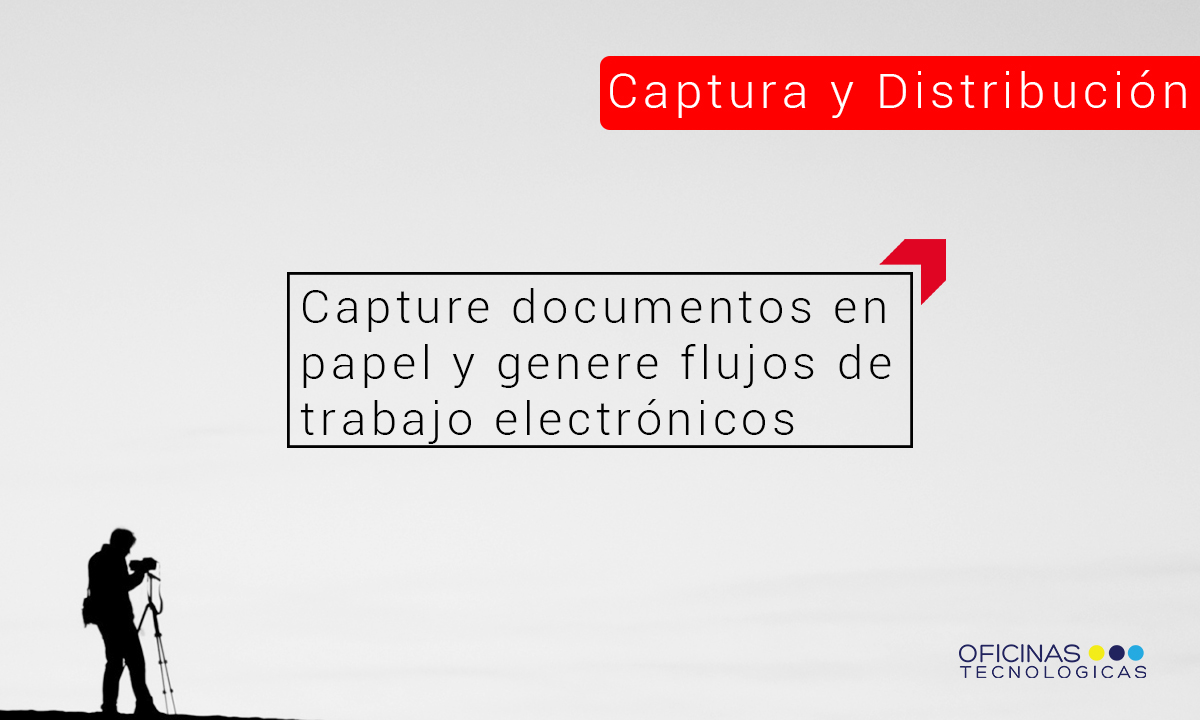 Captura y Distribución
Capture documentos en
papel y genere flujos de
trabajo electrónicos
OFICINAS
TECNOLOGICAS